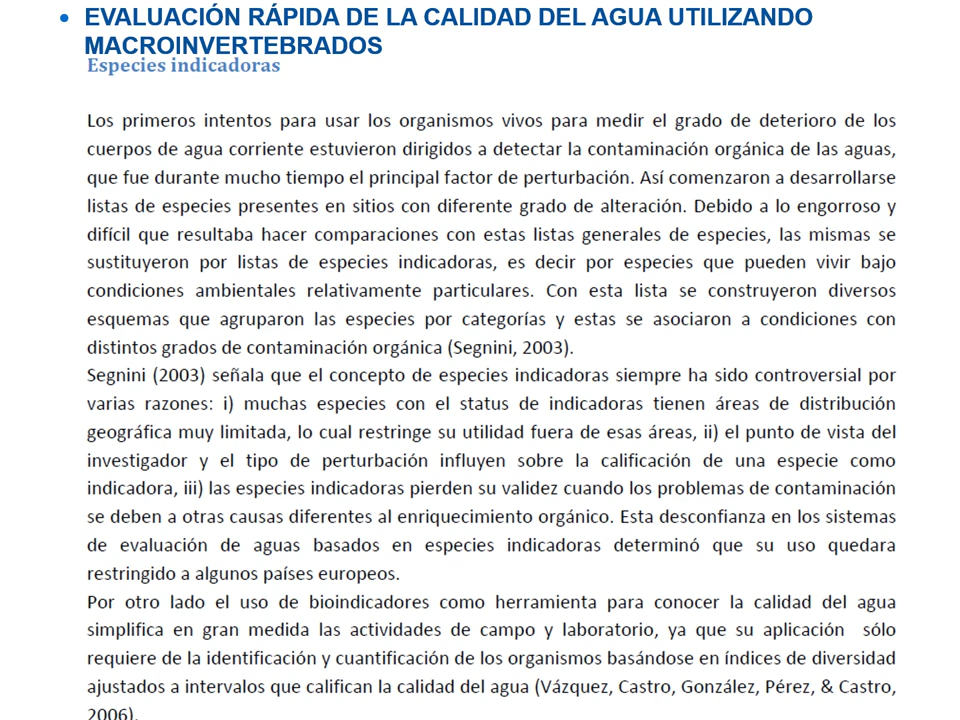 • EVALUACIÓN RÁPIDA DE LA CALIDAD DEL AGUA UTILIZANDO
MACROINVERTEBRADOS
Especies indicadoras
Los primeros intentos para usar los organismos vivos para medir el grado de deterioro de los
cuerpos de agua corriente estuvieron dirigidos a detectar la contaminación orgánica de las aguas,
que fue durante mucho tiempo el principal factor de perturbación. Así comenzaron a desarrollarse
listas de especies presentes en sitios con diferente grado de alteración. Debido a lo engorroso y
difícil que resultaba hacer comparaciones con estas listas generales de especies, las mismas se
sustituyeron por listas de especies indicadoras, es decir por especies que pueden vivir bajo
condiciones ambientales relativamente particulares. Con esta lista se construyeron diversos
esquemas que agruparon las especies por categorías y estas se asociaron a condiciones con
distintos grados de contaminación orgánica (Segnini, 2003).
Segnini (2003) señala que el concepto de especies indicadoras siempre ha sido controversial por
varias razones: i) muchas especies con el status de indicadoras tienen áreas de distribución
geográfica muy limitada, lo cual restringe su utilidad fuera de esas áreas, ii) el punto de vista del
investigador y el tipo de perturbación influyen sobre la calificación de una especie como
indicadora, iii) las especies indicadoras pierden su validez cuando los problemas de contaminación
se deben a otras causas diferentes al enriquecimiento orgánico. Esta desconfianza en los sistemas
de evaluación de aguas basados en especies indicadoras determinó que su uso quedara
restringido a algunos países europeos.
Por otro lado el uso de bioindicadores como herramienta para conocer la calidad del agua
simplifica en gran medida las actividades de campo y laboratorio, ya que su aplicación sólo
requiere de la identificación y cuantificación de los organismos basándose en índices de diversidad
ajustados a intervalos que califican la calidad del agua (Vázquez, Castro, González, Pérez, & Castro,
2006).